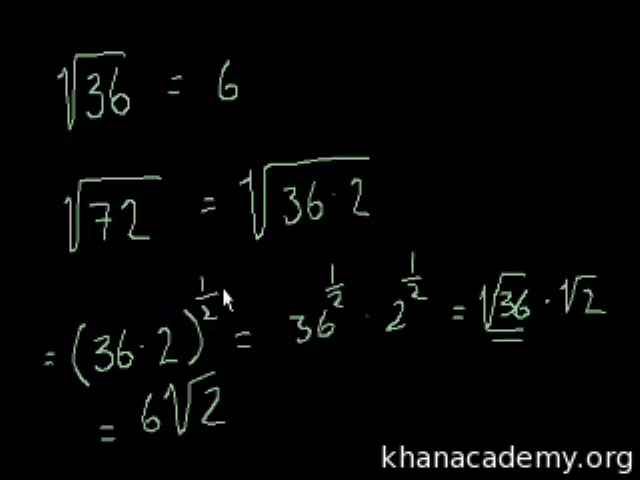 √36 = 6
√72 = √36·2
= (36·2)^(1/2) = 36^(1/2) · 2^(1/2) = √36 · √2
= 6√2
khanacademy.org